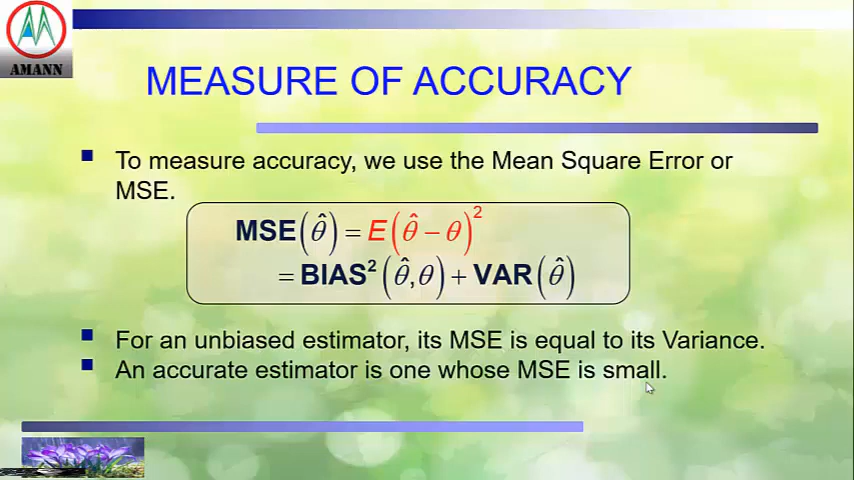 AMANN
MEASURE OF ACCURACY
To measure accuracy, we use the Mean Square Error or
MSE.
MSE(θ̂) = E(θ̂ − θ)²
= BIAS²(θ̂,θ) + VAR(θ̂)
For an unbiased estimator, its MSE is equal to its Variance.
An accurate estimator is one whose MSE is small.